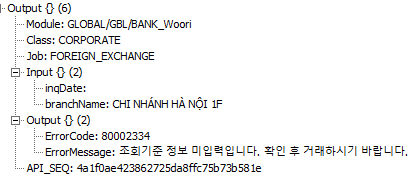 Output {} (6)
Module: GLOBAL/GBL/BANK_Woori
Class: CORPORATE
Job: FOREIGN_EXCHANGE
Input {} (2)
inqDate:
branchName: CHI NHÁNH HÀ NỘI 1F
Output {} (2)
ErrorCode: 80002334
ErrorMessage: 조회기준 정보 미입력입니다. 확인 후 거래하시기 바랍니다.
API_SEQ: 4a1f0ae423862725da8ffc75b73b581e